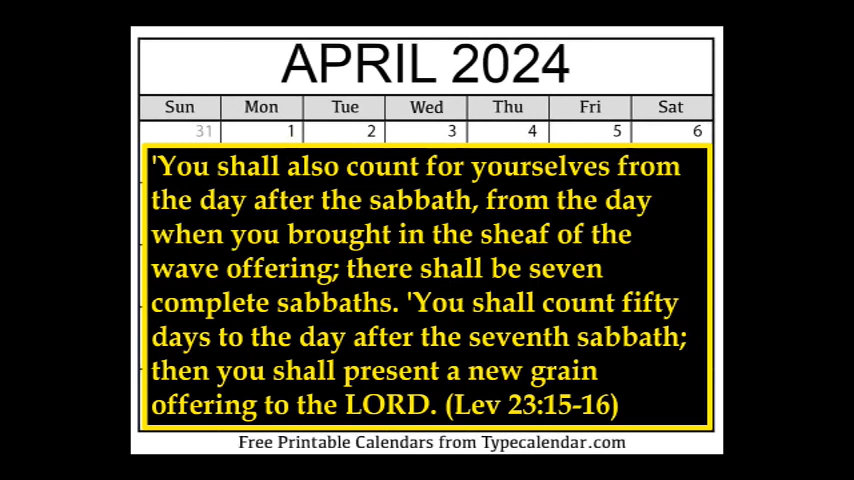 APRIL 2024
Sun Mon Tue Wed Thu Fri Sat
31 1 2 3 4 5 6
'You shall also count for yourselves from
the day after the sabbath, from the day
when you brought in the sheaf of the
wave offering; there shall be seven
complete sabbaths. 'You shall count fifty
days to the day after the seventh sabbath;
then you shall present a new grain
offering to the LORD. (Lev 23:15-16)
Free Printable Calendars from Typecalendar.com